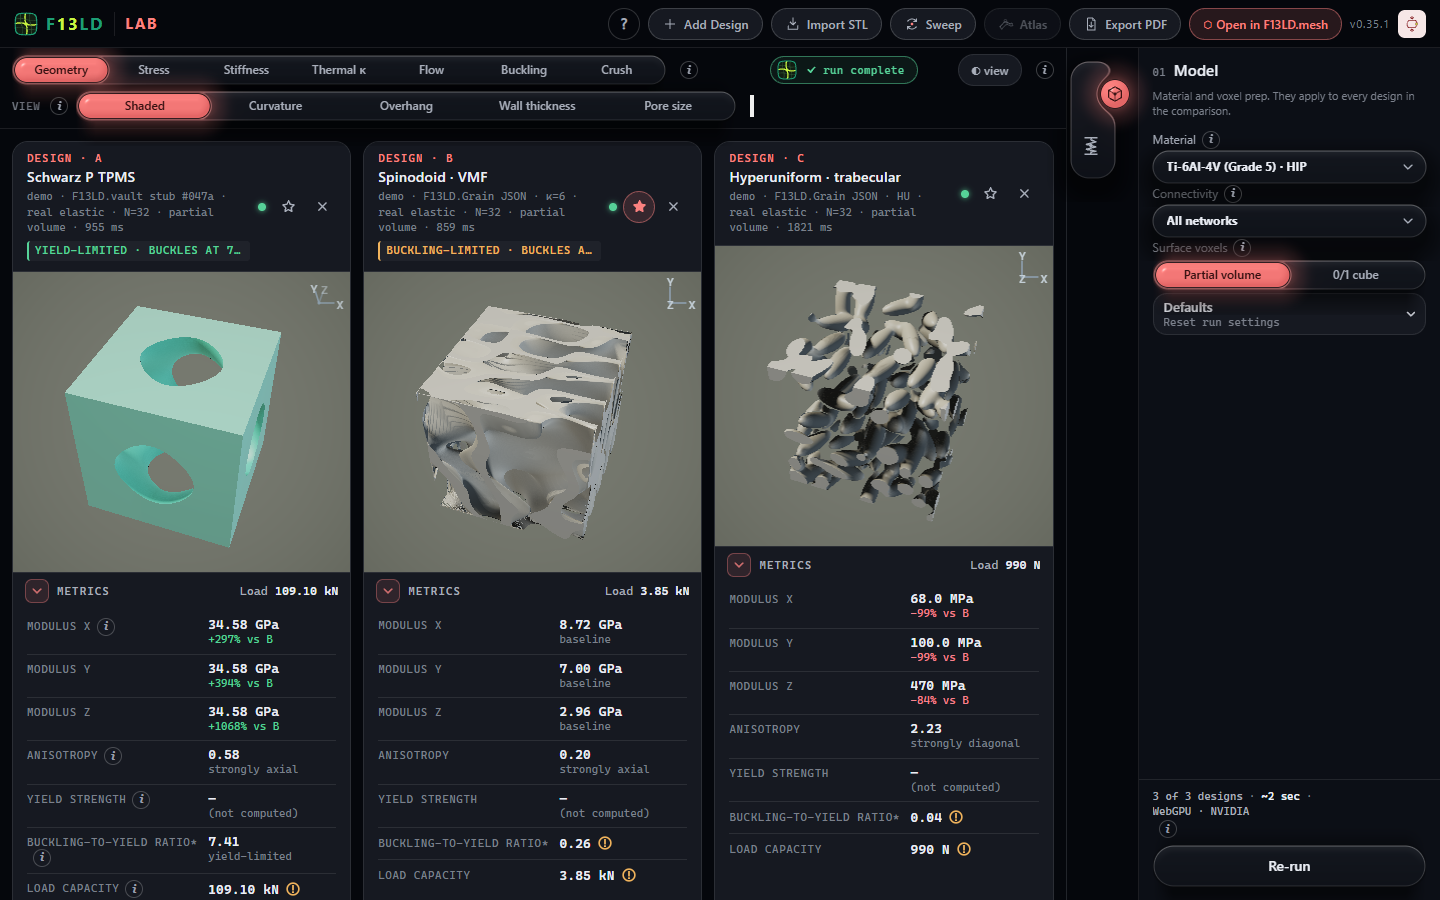 F13LD LAB
? Add Design Import STL Sweep Atlas Export PDF Open in F13LD.mesh v0.35.1
Geometry Stress Stiffness Thermal κ Flow Buckling Crush i
✓ run complete
view i
VIEW i Shaded Curvature Overhang Wall thickness Pore size
DESIGN · A
Schwarz P TPMS
demo · F13LD.vault stub #047a ·
real elastic · N=32 · partial
volume · 955 ms
YIELD-LIMITED · BUCKLES AT 7…
Y Z X
METRICS Load 109.10 kN
MODULUS X i 34.58 GPa
+297% vs B
MODULUS Y 34.58 GPa
+394% vs B
MODULUS Z 34.58 GPa
+1068% vs B
ANISOTROPY i 0.58
strongly axial
YIELD STRENGTH i —
(not computed)
BUCKLING-TO-YIELD RATIO* i 7.41
yield-limited
LOAD CAPACITY i 109.10 kN
DESIGN · B
Spinodoid · VMF
demo · F13LD.Grain JSON · κ=6 ·
real elastic · N=32 · partial
volume · 859 ms
BUCKLING-LIMITED · BUCKLES A…
Y Z X
METRICS Load 3.85 kN
MODULUS X 8.72 GPa
baseline
MODULUS Y 7.00 GPa
baseline
MODULUS Z 2.96 GPa
baseline
ANISOTROPY 0.20
strongly axial
YIELD STRENGTH —
(not computed)
BUCKLING-TO-YIELD RATIO* 0.26
LOAD CAPACITY 3.85 kN
DESIGN · C
Hyperuniform · trabecular
demo · F13LD.Grain JSON · HU ·
real elastic · N=32 · partial
volume · 1821 ms
Y Z X
METRICS Load 990 N
MODULUS X 68.0 MPa
−99% vs B
MODULUS Y 100.0 MPa
−99% vs B
MODULUS Z 470 MPa
−84% vs B
ANISOTROPY 2.23
strongly diagonal
YIELD STRENGTH —
(not computed)
BUCKLING-TO-YIELD RATIO* 0.04
LOAD CAPACITY 990 N
01 Model
Material and voxel prep. They apply to every design in
the comparison.
Material i
Ti-6Al-4V (Grade 5) · HIP
Connectivity i
All networks
Surface voxels i
Partial volume 0/1 cube
Defaults
Reset run settings
3 of 3 designs · ~2 sec ·
WebGPU · NVIDIA
i
Re-run